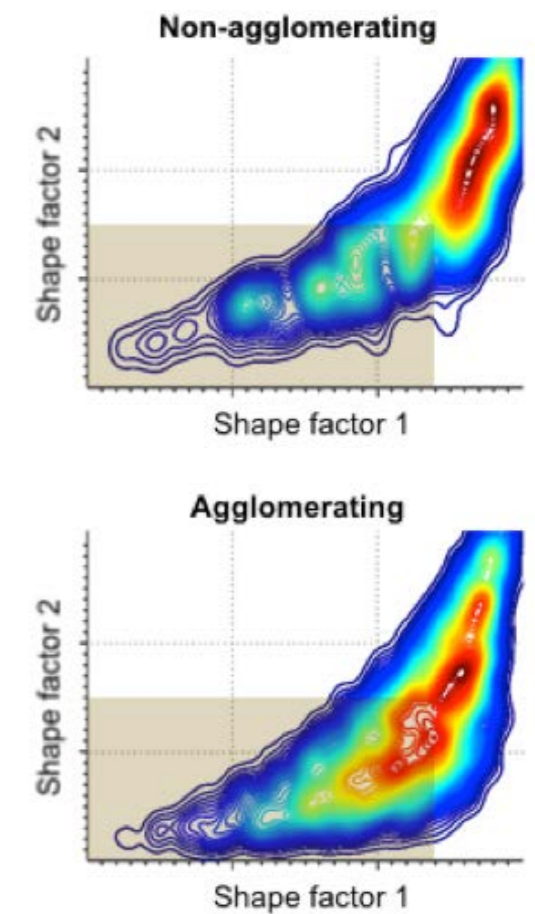 Non-agglomerating
Shape factor 2
Shape factor 1
Agglomerating
Shape factor 2
Shape factor 1